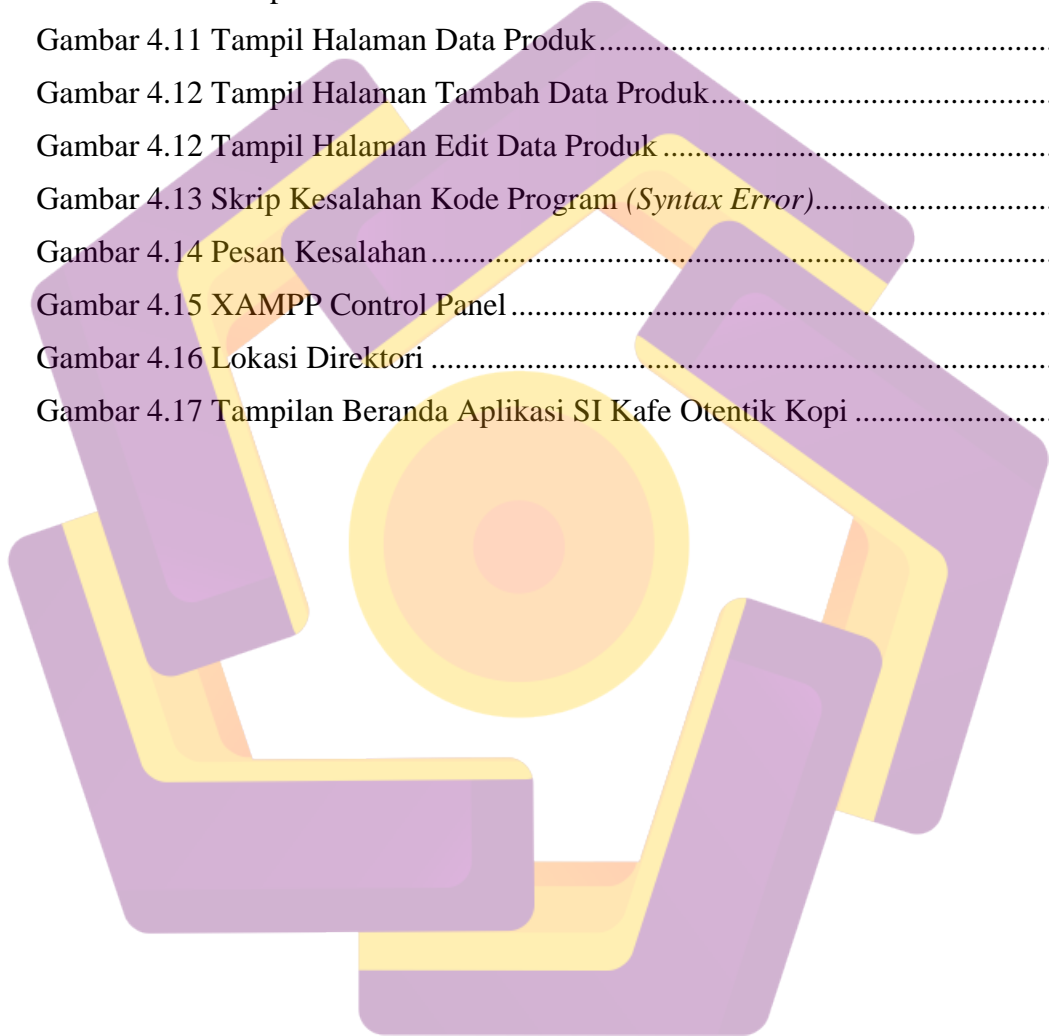 Gambar 4.11 Tampil Halaman Data Produk........................................................
Gambar 4.12 Tampil Halaman Tambah Data Produk..........................................
Gambar 4.12 Tampil Halaman Edit Data Produk ................................................
Gambar 4.13 Skrip Kesalahan Kode Program (Syntax Error).............................
Gambar 4.14 Pesan Kesalahan.............................................................................
Gambar 4.15 XAMPP Control Panel ...................................................................
Gambar 4.16 Lokasi Direktori .............................................................................
Gambar 4.17 Tampilan Beranda Aplikasi SI Kafe Otentik Kopi ........................